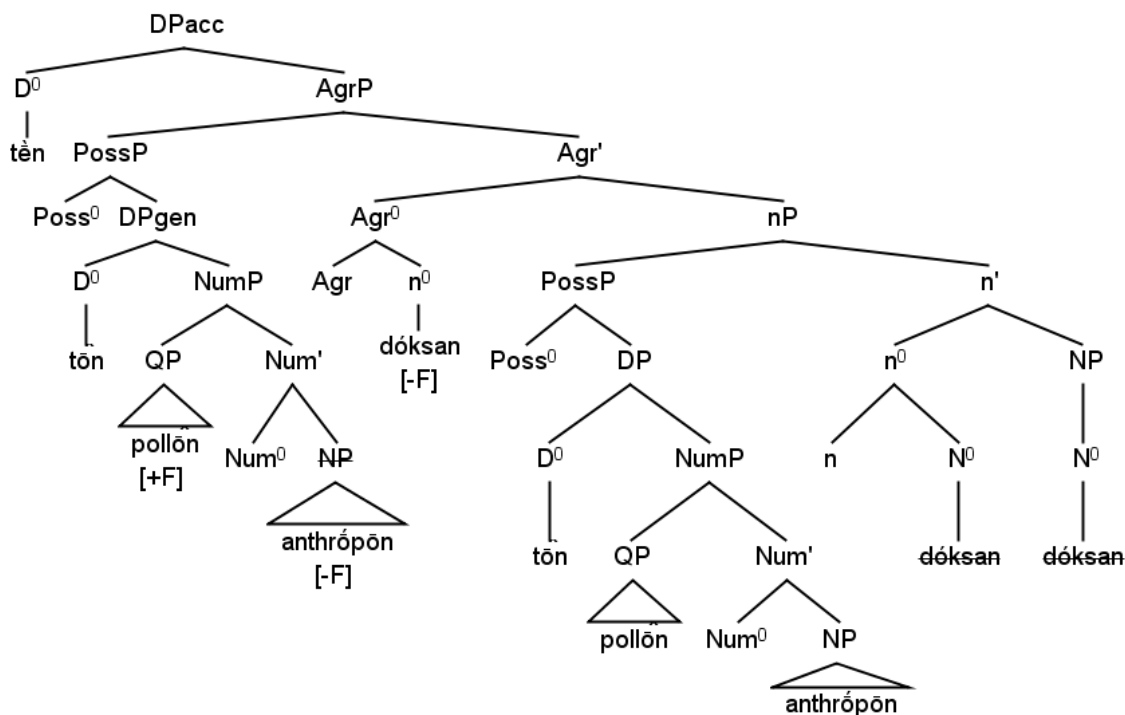 DPacc
D⁰ AgrP
tḕn PossP Agr'
Poss⁰ DPgen Agr⁰ nP
D⁰ NumP Agr n⁰ PossP n'
tō̂n QP Num' dóksan Poss⁰ DP n⁰ NP
[-F]
pollō̂n Num⁰ NP D⁰ NumP n N⁰ N⁰
[+F]
anthrṓpōn tō̂n QP Num' dóksan dóksan
[-F]
pollō̂n Num⁰ NP
anthrṓpōn